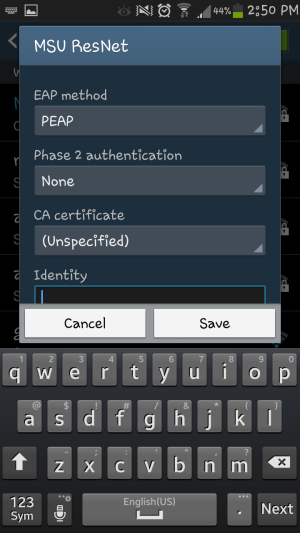 44% 2:50 PM
MSU ResNet
EAP method
PEAP
Phase 2 authentication
None
CA certificate
(Unspecified)
Identity
Cancel Save
1 2 3 4 5 6 7 8 9 0
q w e r t y u i o p
a s d f g h j k l
z x c v b n m
123 Sym English(US) . Next